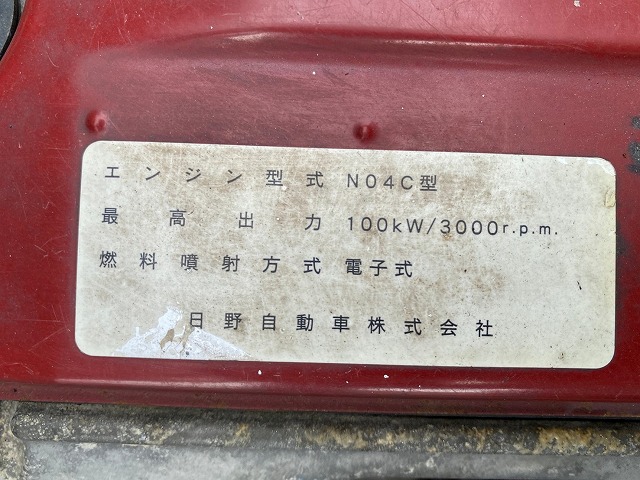 エンジン型式 N04C型
最高出力 100kW/3000r.p.m.
燃料噴射方式 電子式
日野自動車株式会社